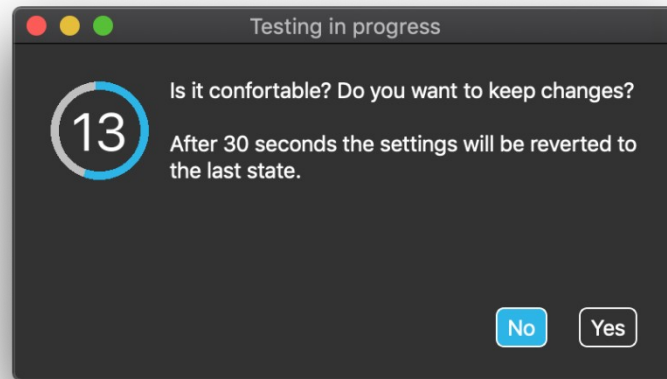 Testing in progress
13
Is it confortable? Do you want to keep changes?
After 30 seconds the settings will be reverted to
the last state.
No
Yes